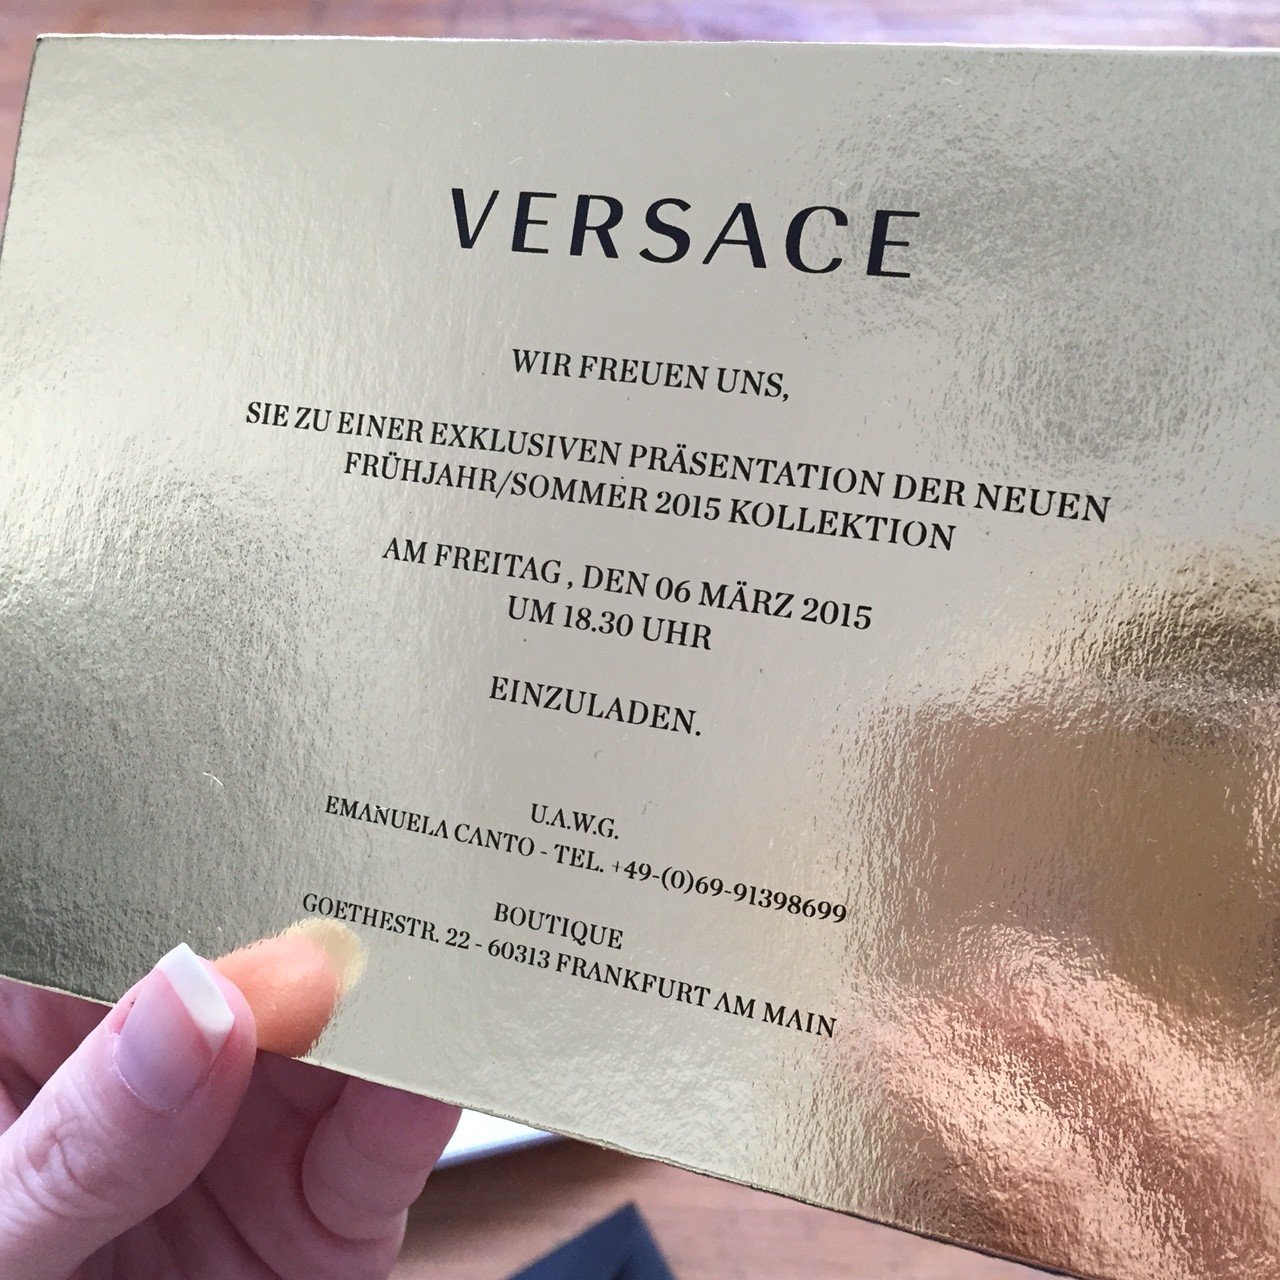 VERSACE
WIR FREUEN UNS,
SIE ZU EINER EXKLUSIVEN PRÄSENTATION DER NEUEN
FRÜHJAHR/SOMMER 2015 KOLLEKTION
AM FREITAG , DEN 06 MÄRZ 2015
UM 18.30 UHR
EINZULADEN.
U.A.W.G.
EMANUELA CANTO - TEL. +49-(0)69-91398699
BOUTIQUE
GOETHESTR. 22 - 60313 FRANKFURT AM MAIN